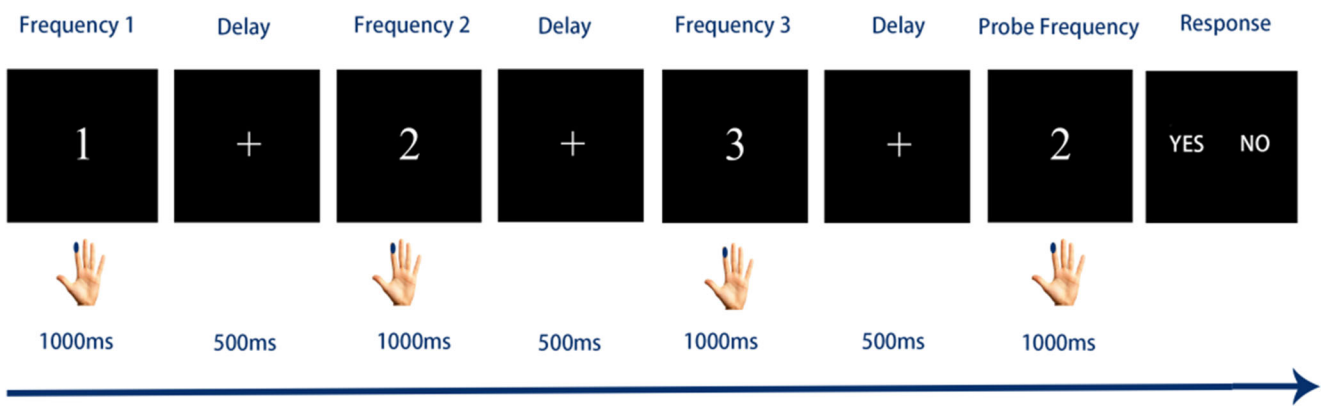 Frequency 1 Delay Frequency 2 Delay Frequency 3 Delay Probe Frequency Response
1 + 2 + 3 + 2 YES NO
1000ms 500ms 1000ms 500ms 1000ms 500ms 1000ms